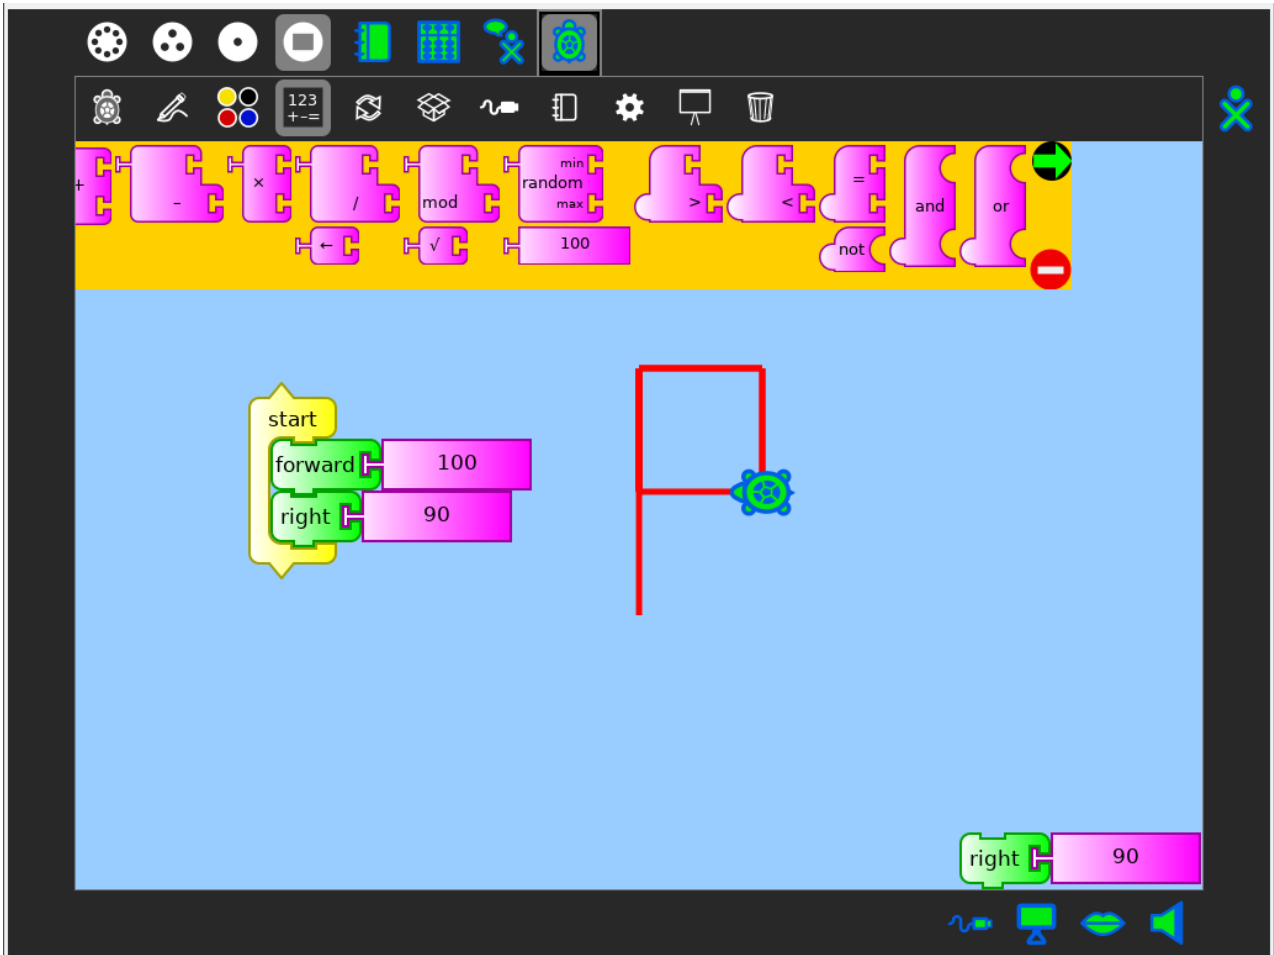 123
+-=
+
-
×
/
mod
min
random
max
>
<
=
and
or
←
√
100
not
start
forward 100
right 90
right 90